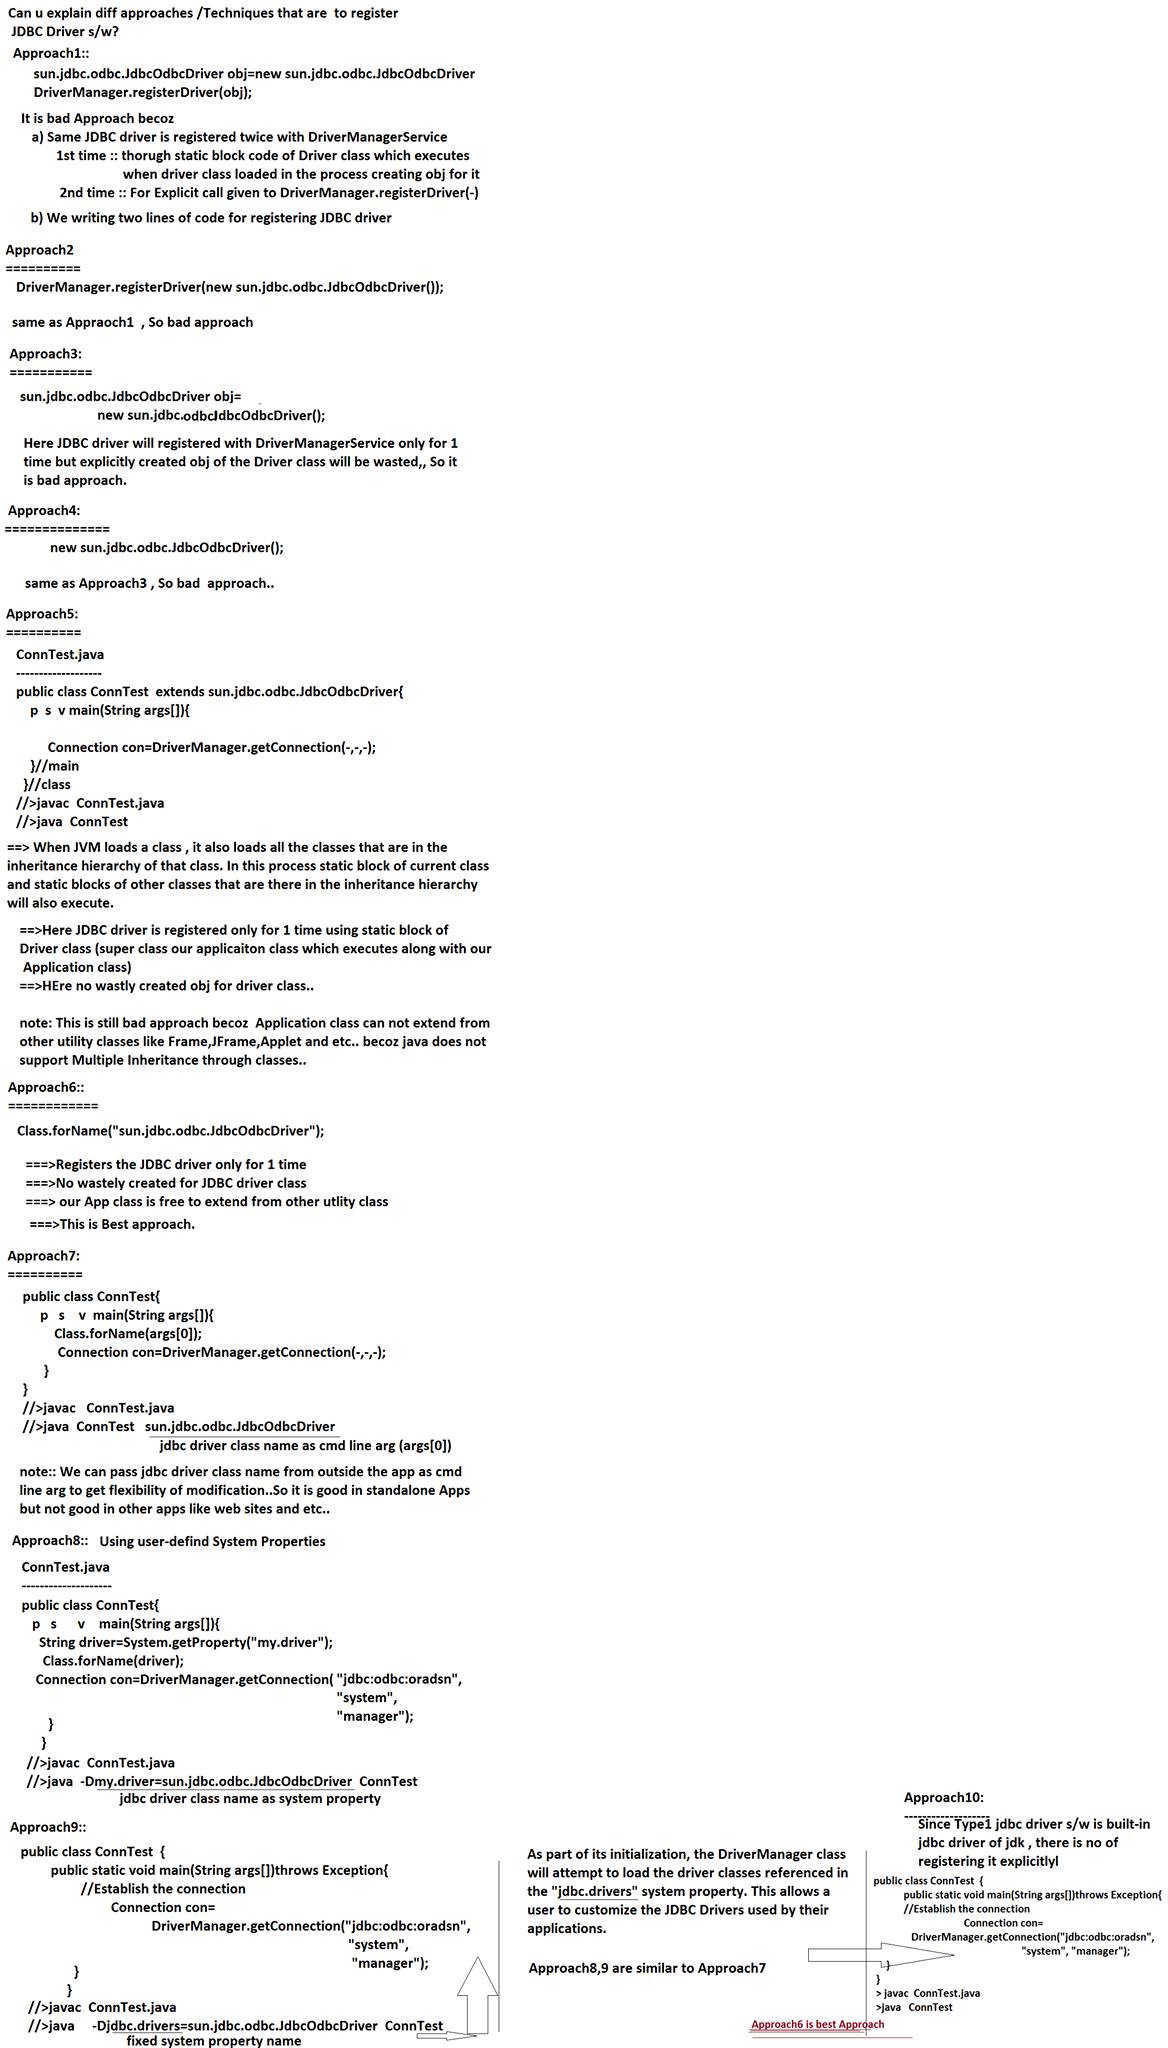 Can u explain diff approaches /Techniques that are  to register
JDBC Driver s/w?
Approach1::
sun.jdbc.odbc.JdbcOdbcDriver obj=new sun.jdbc.odbc.JdbcOdbcDriver
DriverManager.registerDriver(obj);
It is bad Approach becoz
a) Same JDBC driver is registered twice with DriverManagerService
1st time :: thorugh static block code of Driver class which executes
when driver class loaded in the process creating obj for it
2nd time :: For Explicit call given to DriverManager.registerDriver(-)
b) We writing two lines of code for registering JDBC driver
Approach2
==========
DriverManager.registerDriver(new sun.jdbc.odbc.JdbcOdbcDriver());
same as Appraoch1  , So bad approach
Approach3:
===========
sun.jdbc.odbc.JdbcOdbcDriver obj=
new sun.jdbc.odbcJdbcOdbcDriver();
Here JDBC driver will registered with DriverManagerService only for 1
time but explicitly created obj of the Driver class will be wasted,, So it
is bad approach.
Approach4:
==============
new sun.jdbc.odbc.JdbcOdbcDriver();
same as Approach3 , So bad  approach..
Approach5:
==========
ConnTest.java
-------------------
public class ConnTest  extends sun.jdbc.odbc.JdbcOdbcDriver{
p  s  v main(String args[]){
Connection con=DriverManager.getConnection(-,-,-);
}//main
}//class
//>javac  ConnTest.java
//>java  ConnTest
==> When JVM loads a class , it also loads all the classes that are in the
inheritance hierarchy of that class. In this process static block of current class
and static blocks of other classes that are there in the inheritance hierarchy
will also execute.
==>Here JDBC driver is registered only for 1 time using static block of
Driver class (super class our applicaiton class which executes along with our
Application class)
==>HEre no wastly created obj for driver class..
note: This is still bad approach becoz  Application class can not extend from
other utility classes like Frame,JFrame,Applet and etc.. becoz java does not
support Multiple Inheritance through classes..
Approach6::
============
Class.forName("sun.jdbc.odbc.JdbcOdbcDriver");
===>Registers the JDBC driver only for 1 time
===>No wastely created for JDBC driver class
===> our App class is free to extend from other utlity class
===>This is Best approach.
Approach7:
==========
public class ConnTest{
p   s    v  main(String args[]){
Class.forName(args[0]);
Connection con=DriverManager.getConnection(-,-,-);
}
}
//>javac   ConnTest.java
//>java  ConnTest   sun.jdbc.odbc.JdbcOdbcDriver
jdbc driver class name as cmd line arg (args[0])
note:: We can pass jdbc driver class name from outside the app as cmd
line arg to get flexibility of modification..So it is good in standalone Apps
but not good in other apps like web sites and etc..
Approach8::   Using user-defind System Properties
ConnTest.java
--------------------
public class ConnTest{
p   s      v    main(String args[]){
String driver=System.getProperty("my.driver");
Class.forName(driver);
Connection con=DriverManager.getConnection( "jdbc:odbc:oradsn",
"system",
"manager");
}
}
//>javac  ConnTest.java
//>java  -Dmy.driver=sun.jdbc.odbc.JdbcOdbcDriver  ConnTest
jdbc driver class name as system property
Approach9::
public class ConnTest  {
public static void main(String args[])throws Exception{
//Establish the connection
Connection con=
DriverManager.getConnection("jdbc:odbc:oradsn",
"system",
"manager");
}
}
//>javac  ConnTest.java
//>java     -Djdbc.drivers=sun.jdbc.odbc.JdbcOdbcDriver  ConnTest
fixed system property name
As part of its initialization, the DriverManager class
will attempt to load the driver classes referenced in
the "jdbc.drivers" system property. This allows a
user to customize the JDBC Drivers used by their
applications.
Approach8,9 are similar to Approach7
Approach10:
-------------------
Since Type1 jdbc driver s/w is built-in
jdbc driver of jdk , there is no of
registering it explicitlyl
public class ConnTest  {
public static void main(String args[])throws Exception{
//Establish the connection
Connection con=
DriverManager.getConnection("jdbc:odbc:oradsn",
"system", "manager");
}
}
> javac  ConnTest.java
>java   ConnTest
Approach6 is best Approach